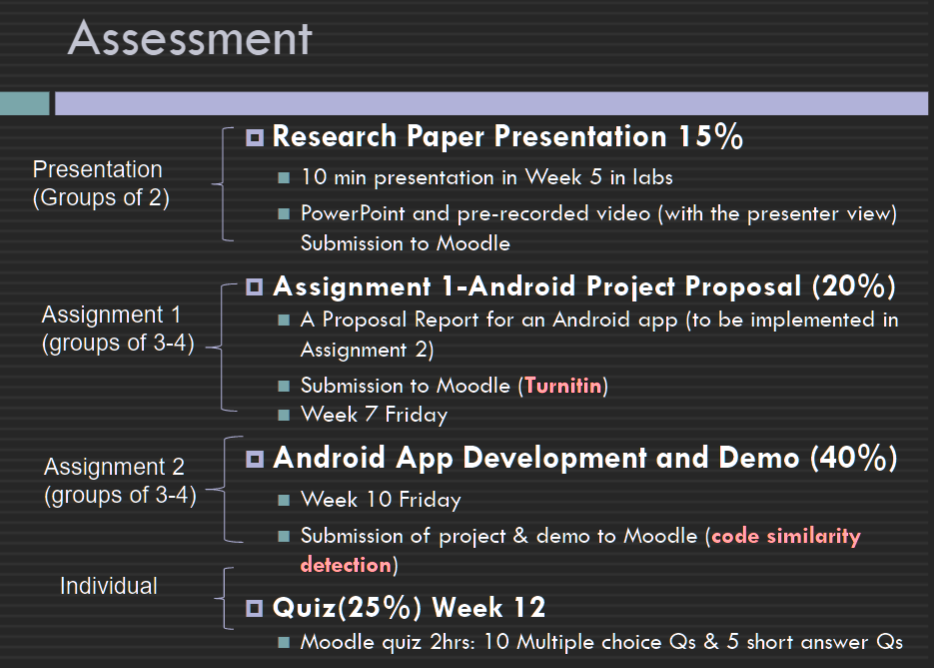 Assessment
Presentation
(Groups of 2)
Research Paper Presentation 15%
10 min presentation in Week 5 in labs
PowerPoint and pre-recorded video (with the presenter view)
Submission to Moodle
Assignment 1
(groups of 3-4)
Assignment 1-Android Project Proposal (20%)
A Proposal Report for an Android app (to be implemented in
Assignment 2)
Submission to Moodle (Turnitin)
Week 7 Friday
Assignment 2
(groups of 3-4)
Android App Development and Demo (40%)
Week 10 Friday
Submission of project & demo to Moodle (code similarity
detection)
Individual
Quiz(25%) Week 12
Moodle quiz 2hrs: 10 Multiple choice Qs & 5 short answer Qs